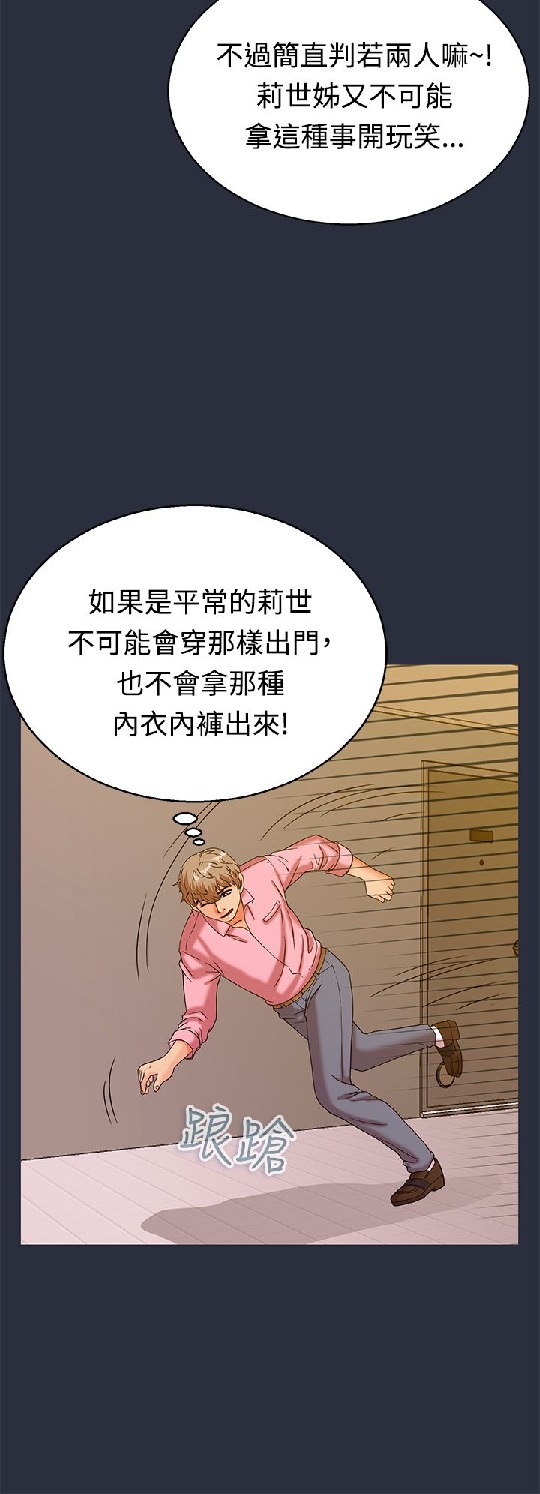 不過簡直判若兩人嘛~!
莉世姊又不可能
拿這種事開玩笑...
如果是平常的莉世
不可能會穿那樣出門,
也不會拿那種
內衣內褲出來!
踉蹌